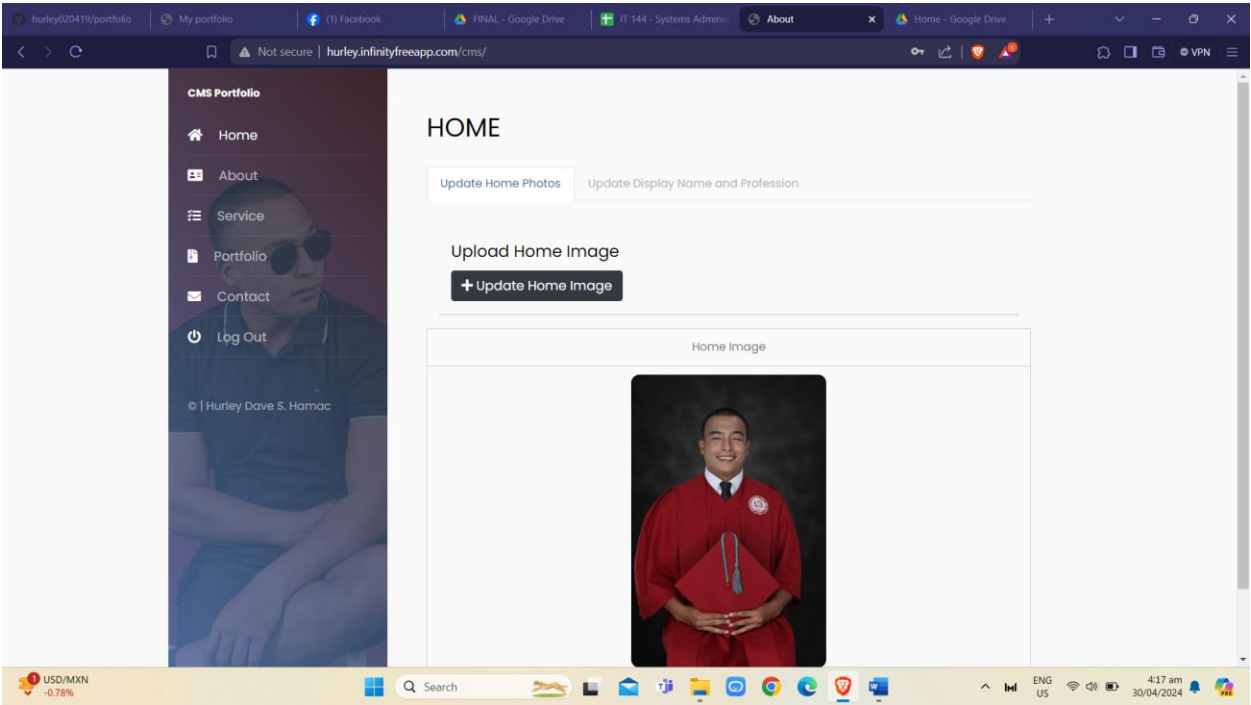 hurley020419/portfolio
My portfolio
(1) Facebook
FINAL - Google Drive
IT 144 - Systems Adminis
About
Home - Google Drive
Not secure | hurley.infinityfreeapp.com/cms/
VPN
CMS Portfolio
Home
About
Service
Portfolio
Contact
Log Out
© | Hurley Dave S. Hamac
HOME
Update Home Photos
Update Display Name and Profession
Upload Home Image
+ Update Home Image
Home Image
1
USD/MXN
-0.78%
Search
ENG
US
4:17 am
30/04/2024